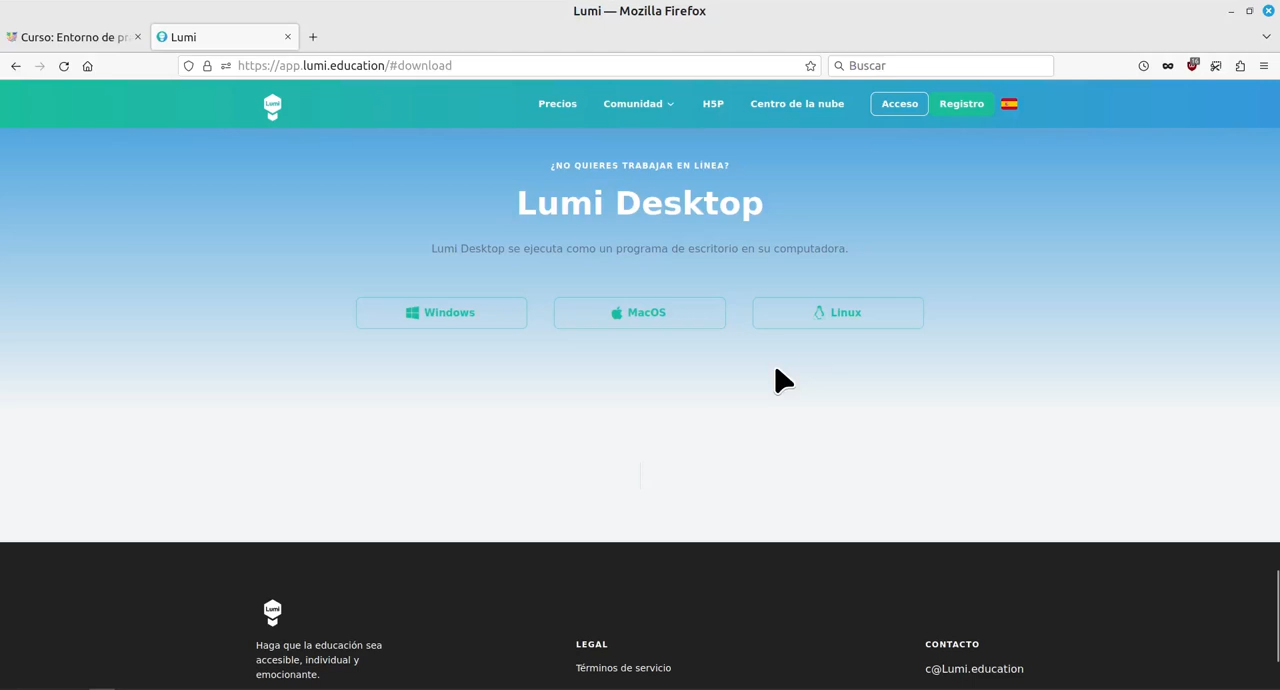 Lumi — Mozilla Firefox
Curso: Entorno de pr
Lumi
https://app.lumi.education/#download
Buscar
16
Lumi
Precios
Comunidad
H5P
Centro de la nube
Acceso
Registro
¿NO QUIERES TRABAJAR EN LÍNEA?
Lumi Desktop
Lumi Desktop se ejecuta como un programa de escritorio en su computadora.
Windows
MacOS
Linux
Lumi
Haga que la educación sea
accesible, individual y
emocionante.
LEGAL
Términos de servicio
CONTACTO
c@Lumi.education